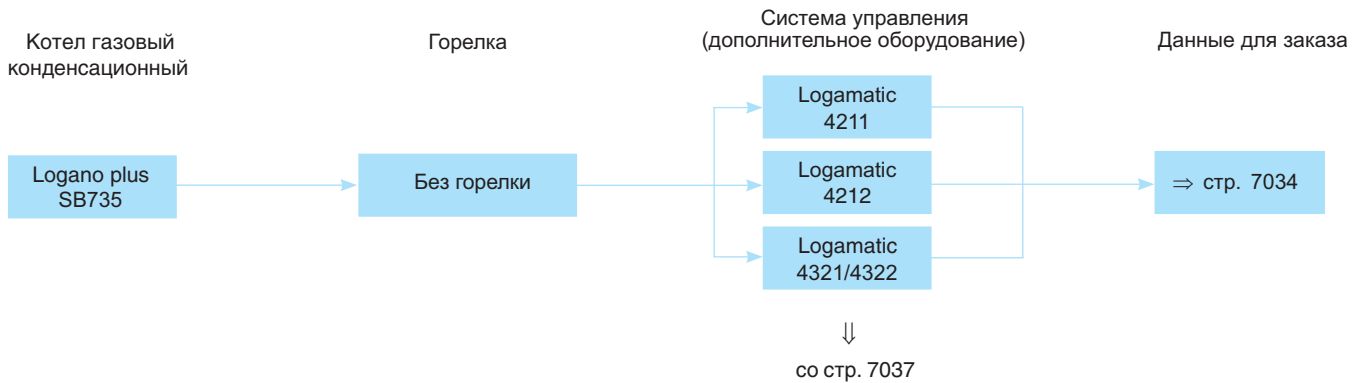 Котел газовый
конденсационный
Горелка
Система управления
(дополнительное оборудование)
Данные для заказа
Logano plus
SB735
Без горелки
Logamatic
4211
Logamatic
4212
Logamatic
4321/4322
⇒ стр. 7034
⇓
со стр. 7037